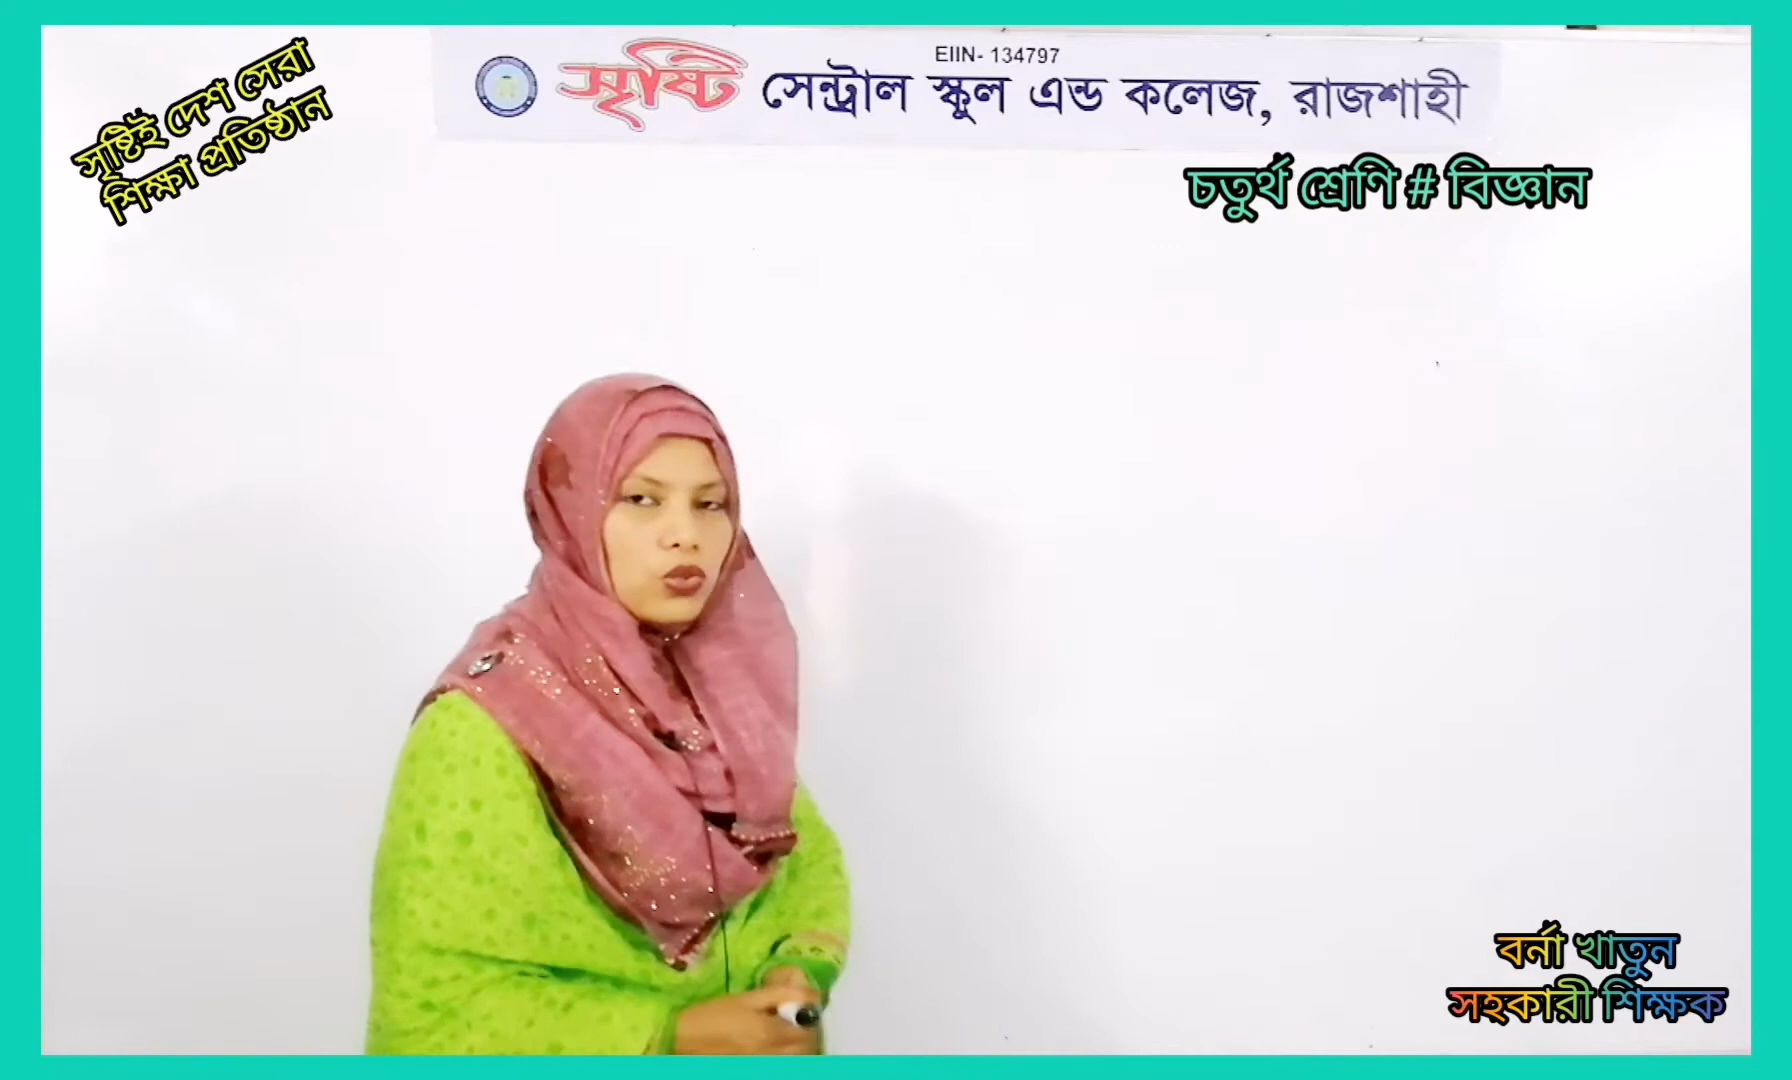 সৃষ্টিই দেশ সেরা
শিক্ষা প্রতিষ্ঠান
EIIN- 134797
সৃষ্টি সেন্ট্রাল স্কুল এন্ড কলেজ, রাজশাহী
চতুর্থ শ্রেণি # বিজ্ঞান
বর্না খাতুন
সহকারী শিক্ষক